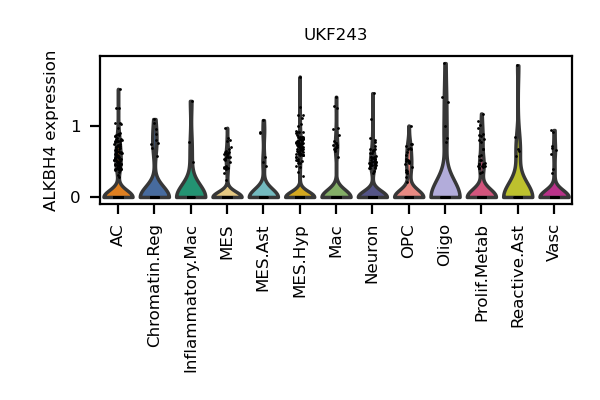 UKF243
ALKBH4 expression
1
0
AC
Chromatin.Reg
Inflammatory.Mac
MES
MES.Ast
MES.Hyp
Mac
Neuron
OPC
Oligo
Prolif.Metab
Reactive.Ast
Vasc